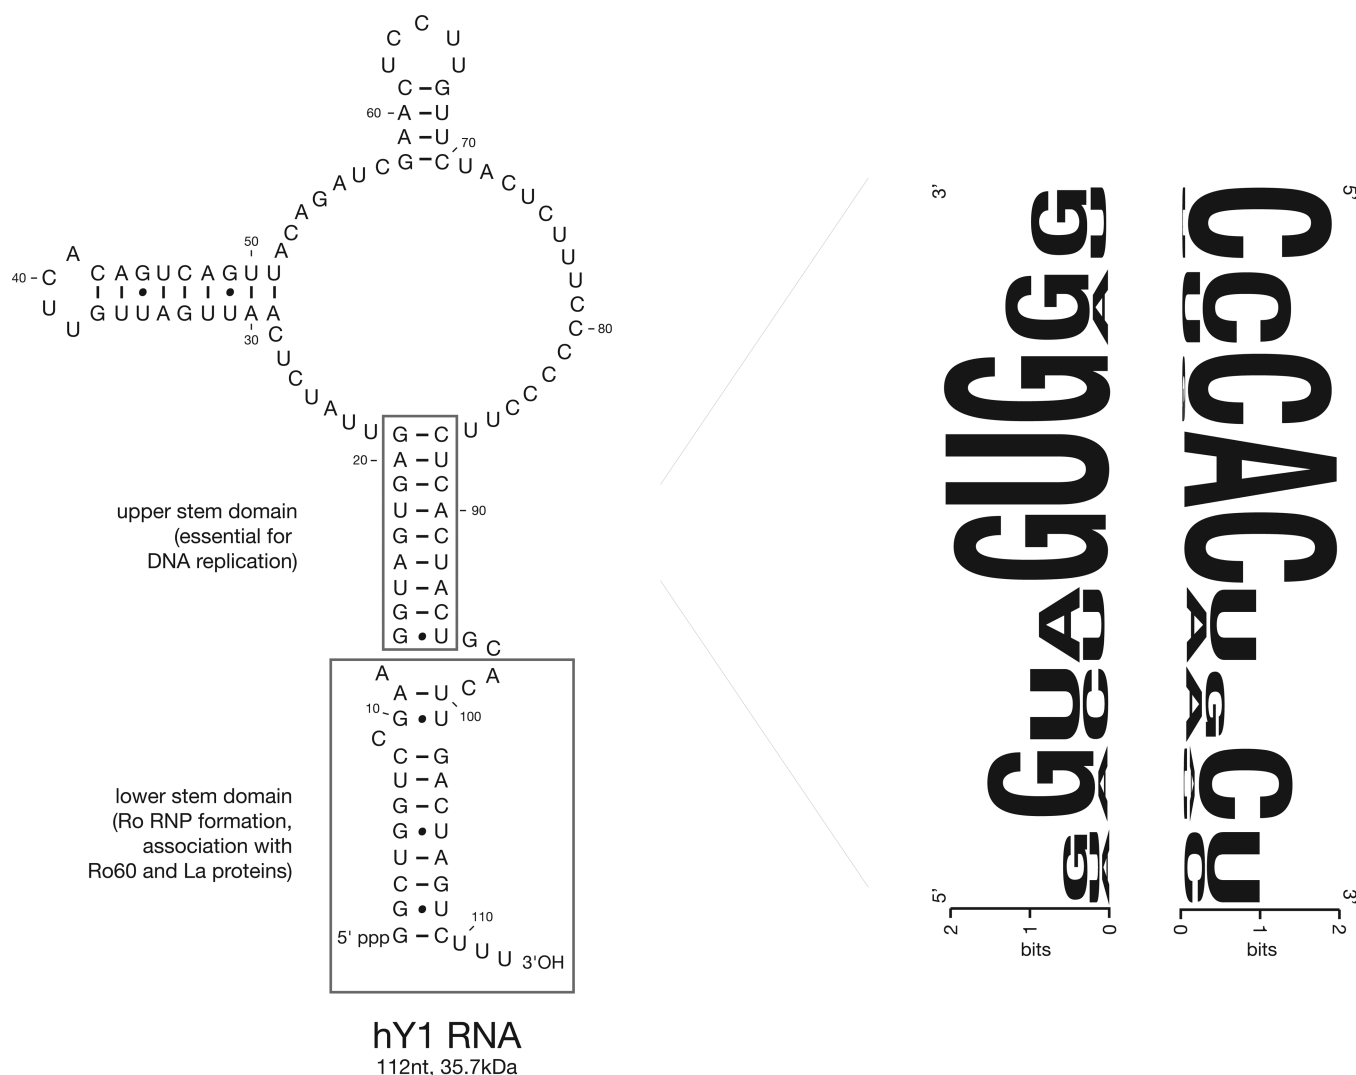 C
C U
U U
C – G
60 – A – U
A – U
70
G – C
A C A G A U C
U A C U C U U U C C
– 80
C C C C U U
50
A
40 – C
U
U
C A G U C A G U U
G U U A G U U U A A
30
C U C U A U U
G – C
20 – A – U
G – C
U – A – 90
G – C
A – U
U – A
G – C
G • U
G C
A C
A
A – U
10
G • U
100
C
C – G
U – A
G – C
G • U
U – A
C – G
G • U
110
5' ppp G – C U U U 3'OH
upper stem domain
(essential for
DNA replication)
lower stem domain
(Ro RNP formation,
association with
Ro60 and La proteins)
hY1 RNA
112nt, 35.7kDa
3'
G U
G A
G
U
G
A U
U C
G A
G U A
5'
2 1 0
bits
5'
C
U C
C
A
C
A U
A G
C
C U
3'
0 1 2
bits